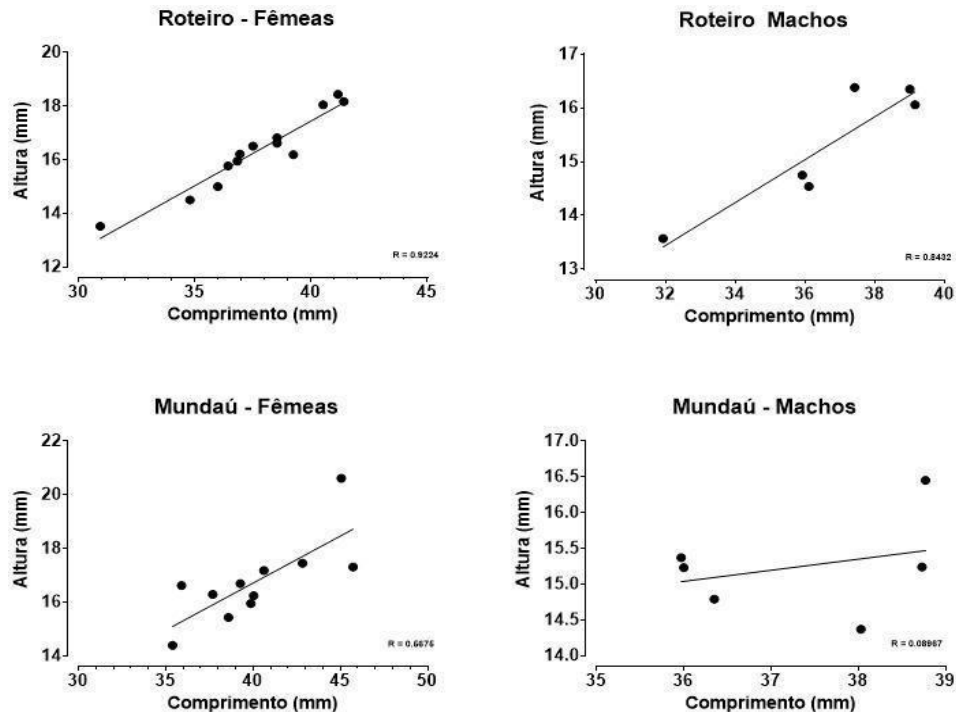 Roteiro - Fêmeas
Altura (mm)
20
18
16
14
12
30
35
40
45
R = 0.9224
Comprimento (mm)
Roteiro Machos
Altura (mm)
17
16
15
14
13
30
32
34
36
38
40
R = 0.8432
Comprimento (mm)
Mundaú - Fêmeas
Altura (mm)
22
20
18
16
14
30
35
40
45
50
R = 0.6675
Comprimento (mm)
Mundaú - Machos
Altura (mm)
17.0
16.5
16.0
15.5
15.0
14.5
14.0
35
36
37
38
39
R = 0.08967
Comprimento (mm)